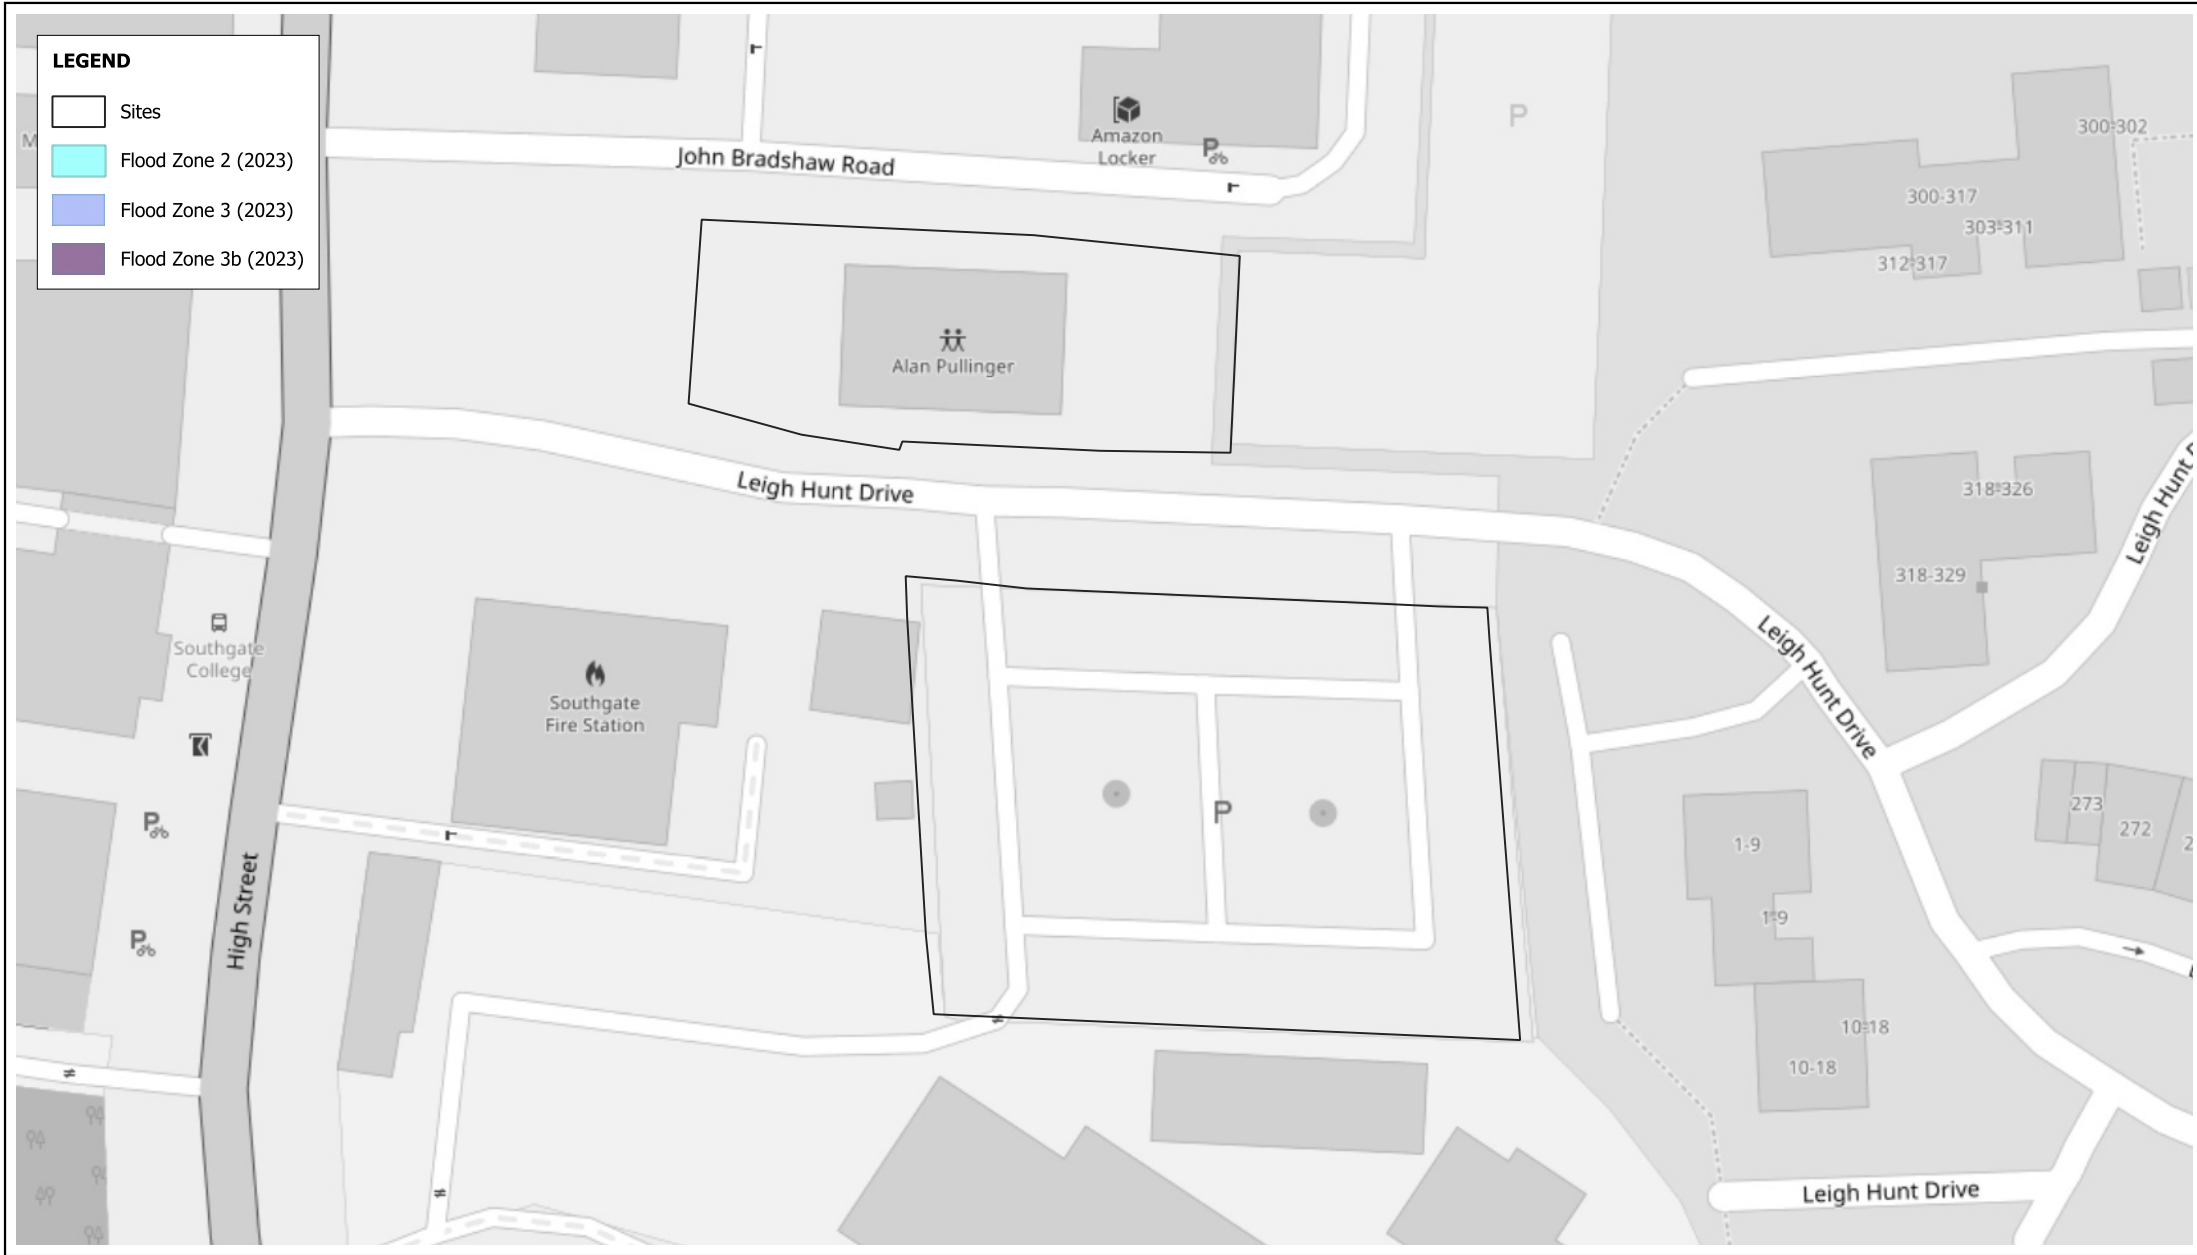 LEGEND
Sites
Flood Zone 2 (2023)
Flood Zone 3 (2023)
Flood Zone 3b (2023)
M
P
Amazon
Locker
P
John Bradshaw Road
300-302
300-317
303-311
312-317
Alan Pullinger
Leigh Hunt Drive
318-326
318-329
Leigh Hunt D
Southgate
College
Southgate
Fire Station
Leigh Hunt Drive
P
P
273
272
2
1-9
1-9
High Street
P
10-18
10-18
Leigh Hunt Drive